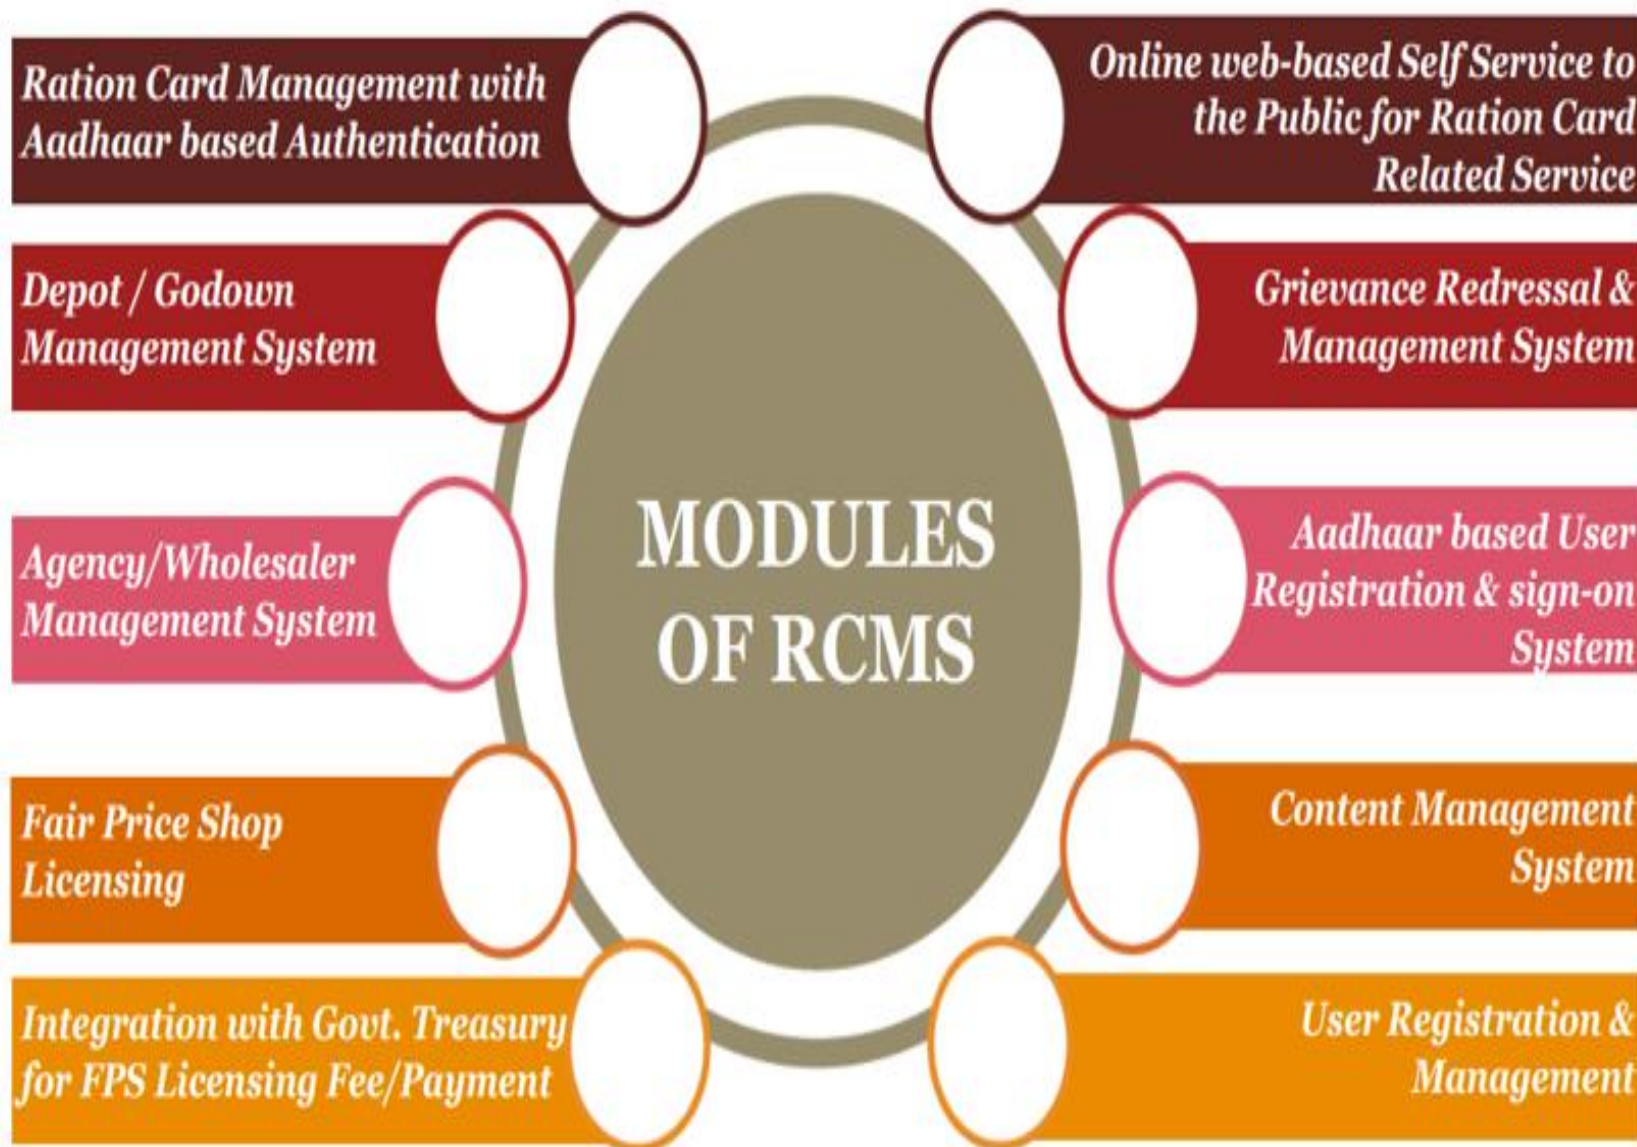 Ration Card Management with
Aadhaar based Authentication
Depot / Godown
Management System
Agency/Wholesaler
Management System
Fair Price Shop
Licensing
Integration with Govt. Treasury
for FPS Licensing Fee/Payment
MODULES
OF RCMS
Online web-based Self Service to
the Public for Ration Card
Related Service
Grievance Redressal &
Management System
Aadhaar based User
Registration & sign-on
System
Content Management
System
User Registration &
Management